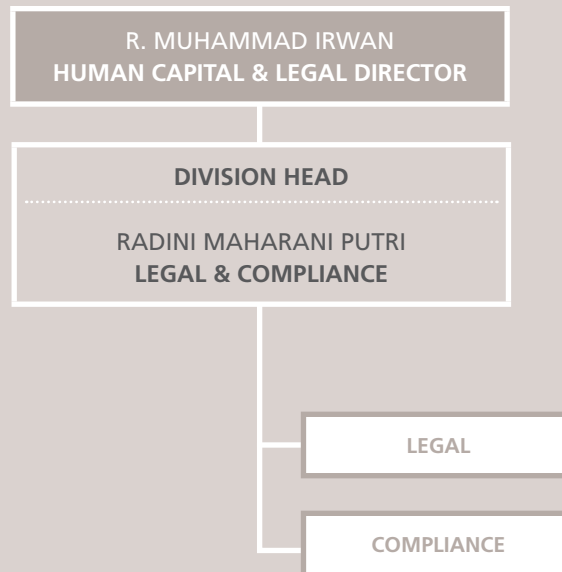 R. MUHAMMAD IRWAN
HUMAN CAPITAL & LEGAL DIRECTOR
DIVISION HEAD
RADINI MAHARANI PUTRI
LEGAL & COMPLIANCE
LEGAL
COMPLIANCE